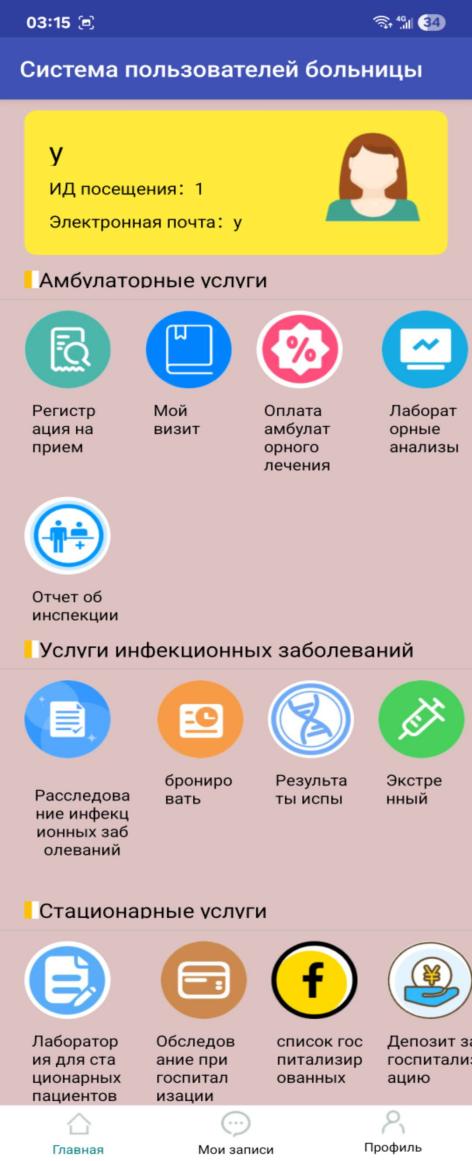 03:15 4G 34
Система пользователей больницы
y
ИД посещения: 1
Электронная почта: y
Амбулаторные услуги
Регистр
ация на
прием
Мой
визит
Оплата
амбулат
орного
лечения
Лаборат
орные
анализы
Отчет об
инспекции
Услуги инфекционных заболеваний
Расследова
ние инфекц
ионных заб
олеваний
брониро
вать
Результа
ты испы
Экстре
нный
Стационарные услуги
Лаборатор
ия для ста
ционарных
пациентов
Обследов
ание при
госпитал
изации
список гос
питализир
ованных
Депозит за
госпитализ
ацию
Главная
Мои записи
Профиль